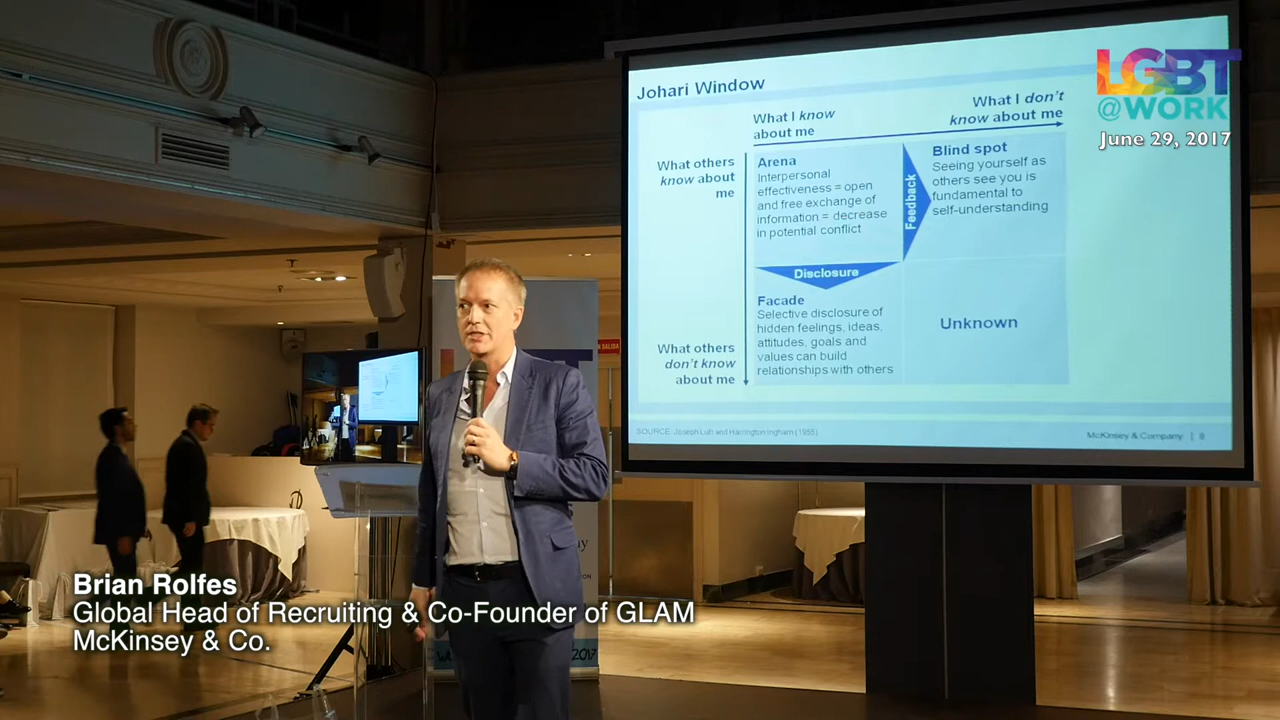 Johari Window
LGBT
@WORK
June 29, 2017
What I know
about me
What I don't
know about me
What others
know about
me
Arena
Interpersonal
effectiveness = open
and free exchange of
information = decrease
in potential conflict
Feedback
Blind spot
Seeing yourself as
others see you is
fundamental to
self-understanding
Disclosure
What others
don't know
about me
Facade
Selective disclosure of
hidden feelings, ideas,
attitudes, goals and
values can build
relationships with others
Unknown
SOURCE: Joseph Luft and Harrington Ingham (1955)
McKinsey & Company | 
SALIDA
Brian Rolfes
Global Head of Recruiting & Co-Founder of GLAM
McKinsey & Co.
2017